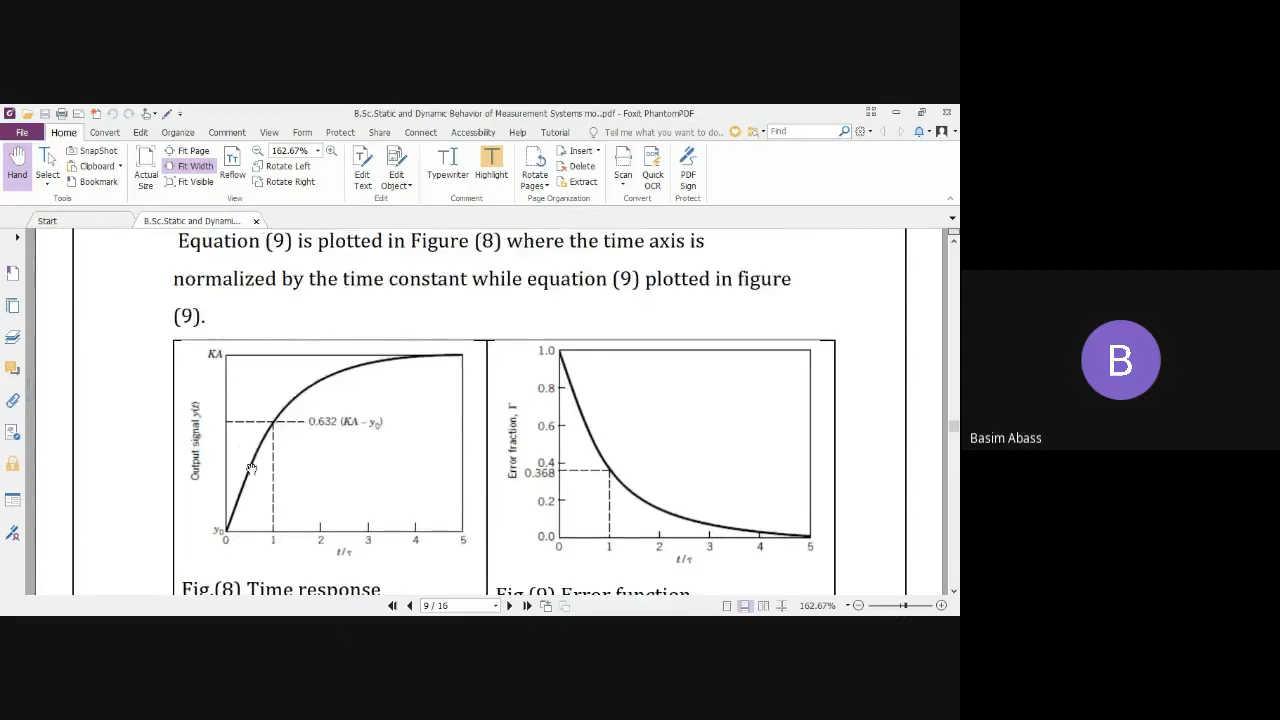 B.Sc.Static and Dynamic Behavior of Measurement Systems mo...pdf - Foxit PhantomPDF
File Home Convert Edit Organize Comment View Form Protect Share Connect Accessibility Help Tutorial Tell me what you want to do.. Find
Hand
Select
SnapShot
Clipboard
Bookmark
Tools
Actual Size
Fit Page
Fit Width
Fit Visible
Reflow
162.67%
Rotate Left
Rotate Right
View
Edit Text
Edit Object
Edit
Typewriter
Highlight
Comment
Rotate Pages
Insert
Delete
Extract
Page Organization
Scan
Quick OCR
Convert
PDF Sign
Protect
Start B.Sc.Static and Dynami...
Equation (9) is plotted in Figure (8) where the time axis is
normalized by the time constant while equation (9) plotted in figure
(9).
KA
Output signal y(t)
0.632 (KA – y₀)
y₀
0 1 2 3 4 5
t/τ
Fig.(8) Time response
1.0
0.8
0.6
0.4
0.368
0.2
0.0
Error fraction, Γ
0 1 2 3 4 5
t/τ
Fig.(9) Error function
9 / 16
162.67%
B
Basim Abass